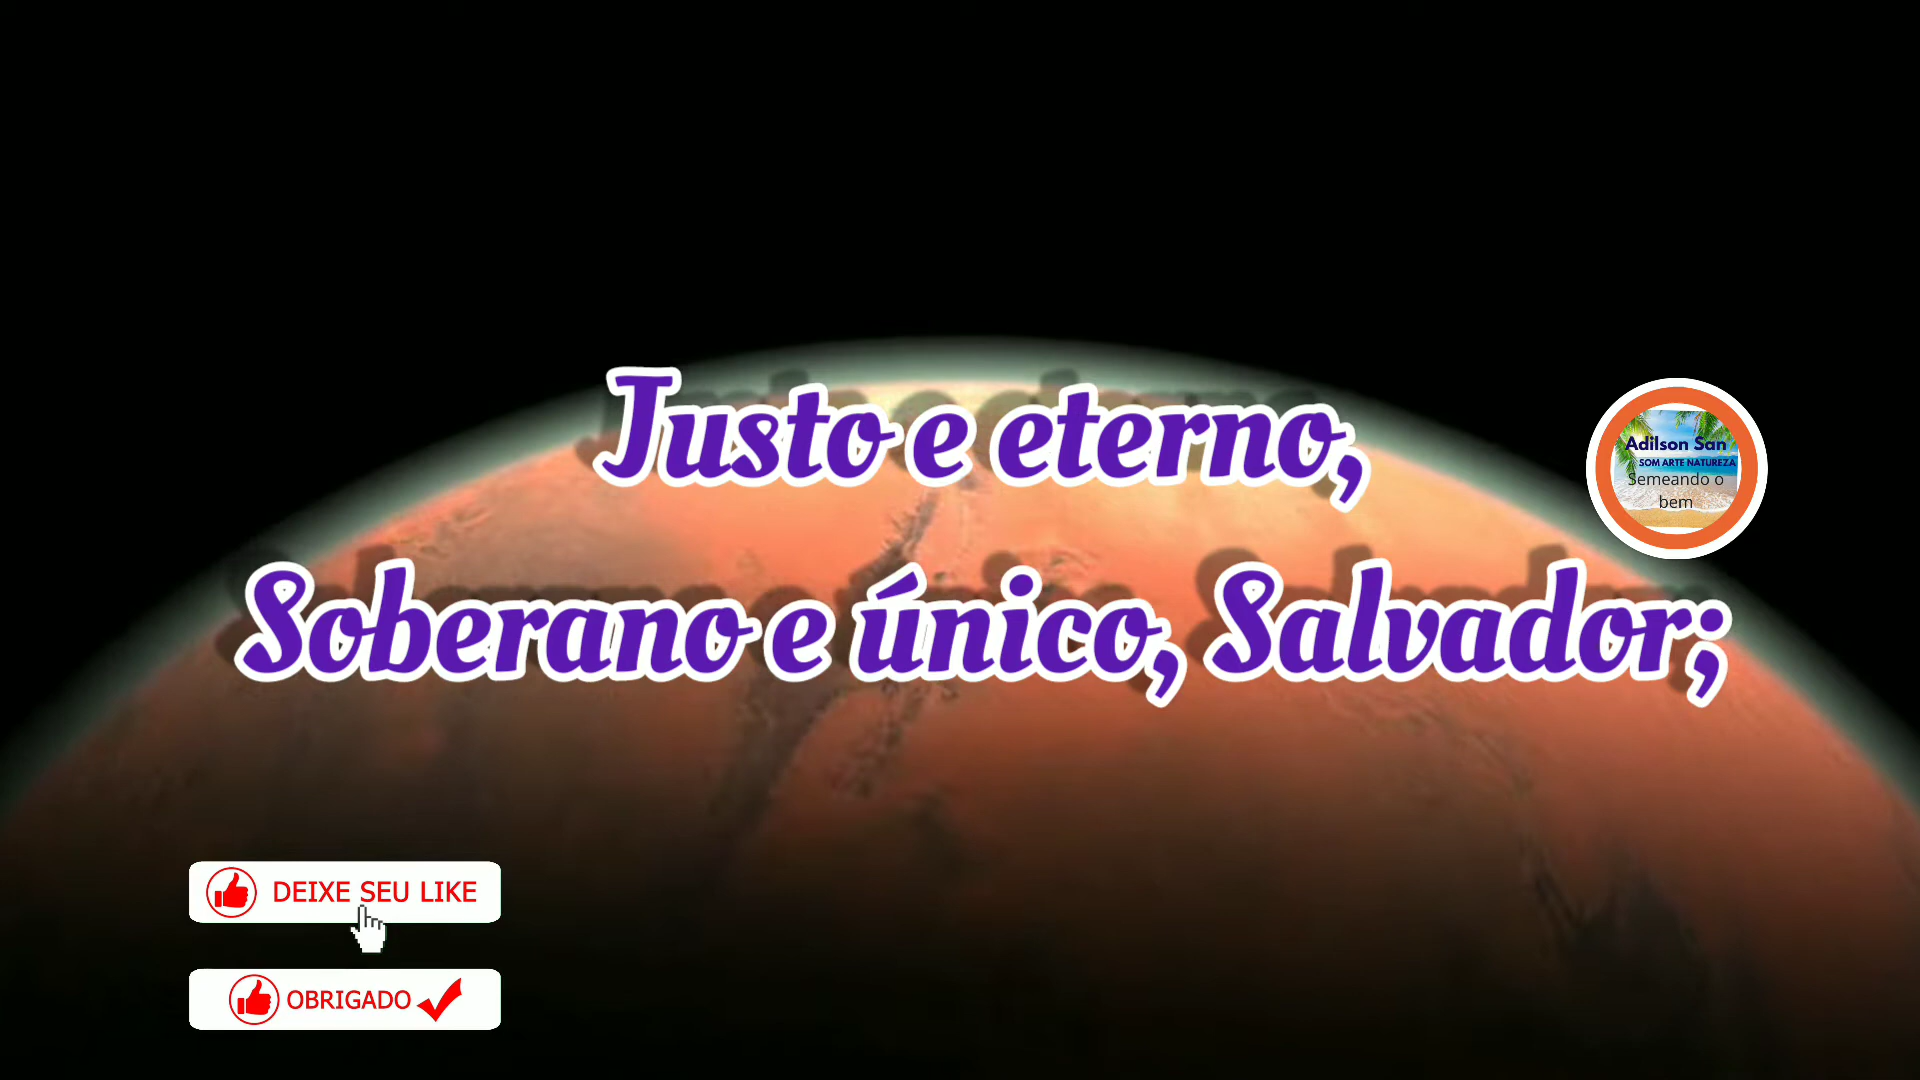 Justo e eterno,
Soberano e único, Salvador;
Adilson San
SOM ARTE NATUREZA
Semeando o
bem
DEIXE SEU LIKE
OBRIGADO